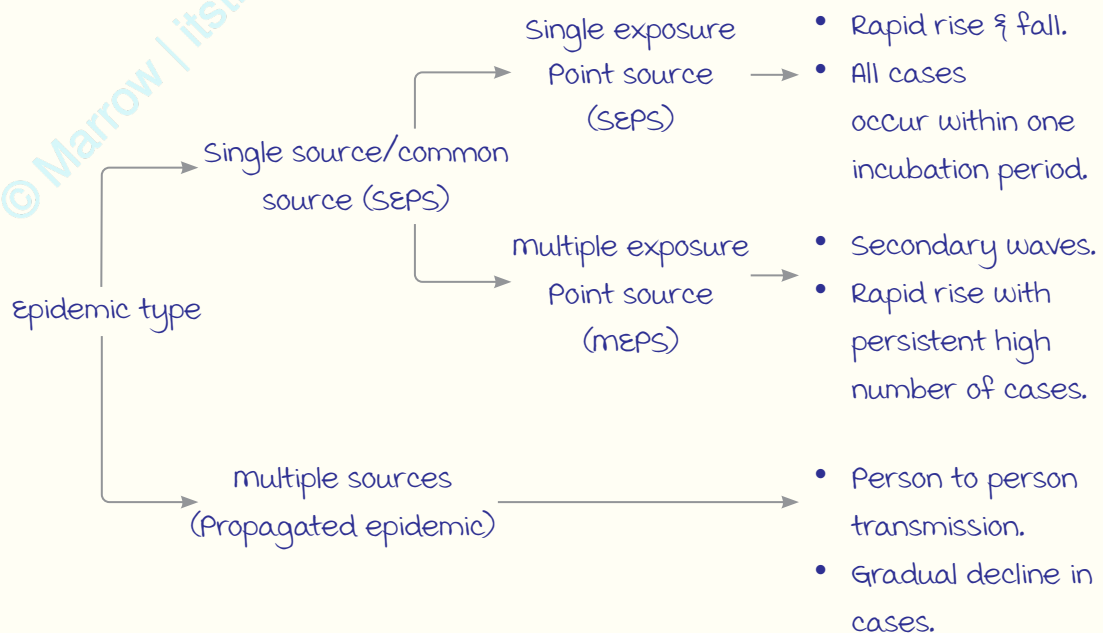 © Marrow | its
Single exposure
Point source
(SEPS)
• Rapid rise & fall.
• All cases
occur within one
incubation period.
Single source/common
source (SEPS)
Multiple exposure
Point source
(MEPS)
• Secondary waves.
• Rapid rise with
persistent high
number of cases.
Epidemic type
Multiple sources
(Propagated epidemic)
• Person to person
transmission.
• Gradual decline in
cases.